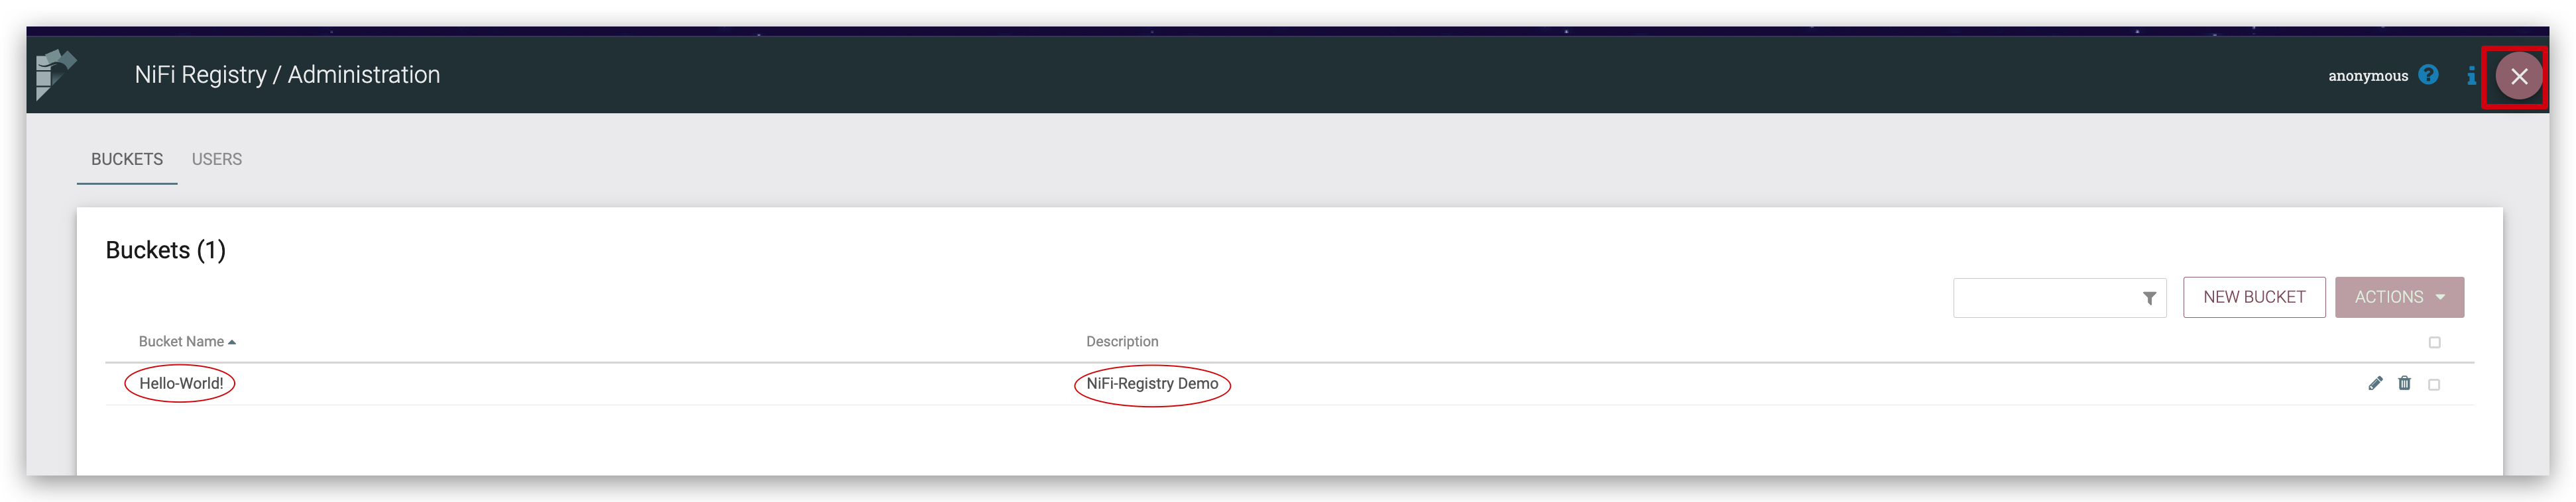 NiFi Registry / Administration
anonymous
BUCKETS USERS
Buckets (1)
NEW BUCKET ACTIONS
Bucket Name Description
Hello-World! NiFi-Registry Demo